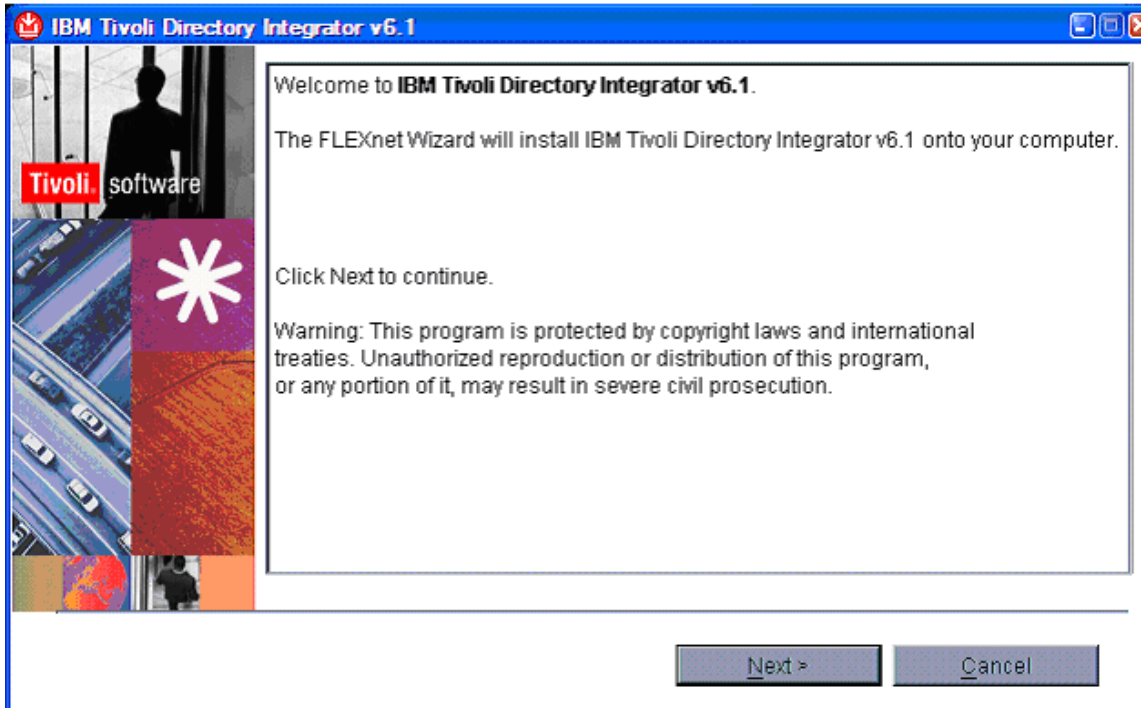 IBM Tivoli Directory Integrator v6.1
Welcome to IBM Tivoli Directory Integrator v6.1.
The FLEXnet Wizard will install IBM Tivoli Directory Integrator v6.1 onto your computer.
Tivoli. software
Click Next to continue.
Warning: This program is protected by copyright laws and international
treaties. Unauthorized reproduction or distribution of this program,
or any portion of it, may result in severe civil prosecution.
Next >
Cancel